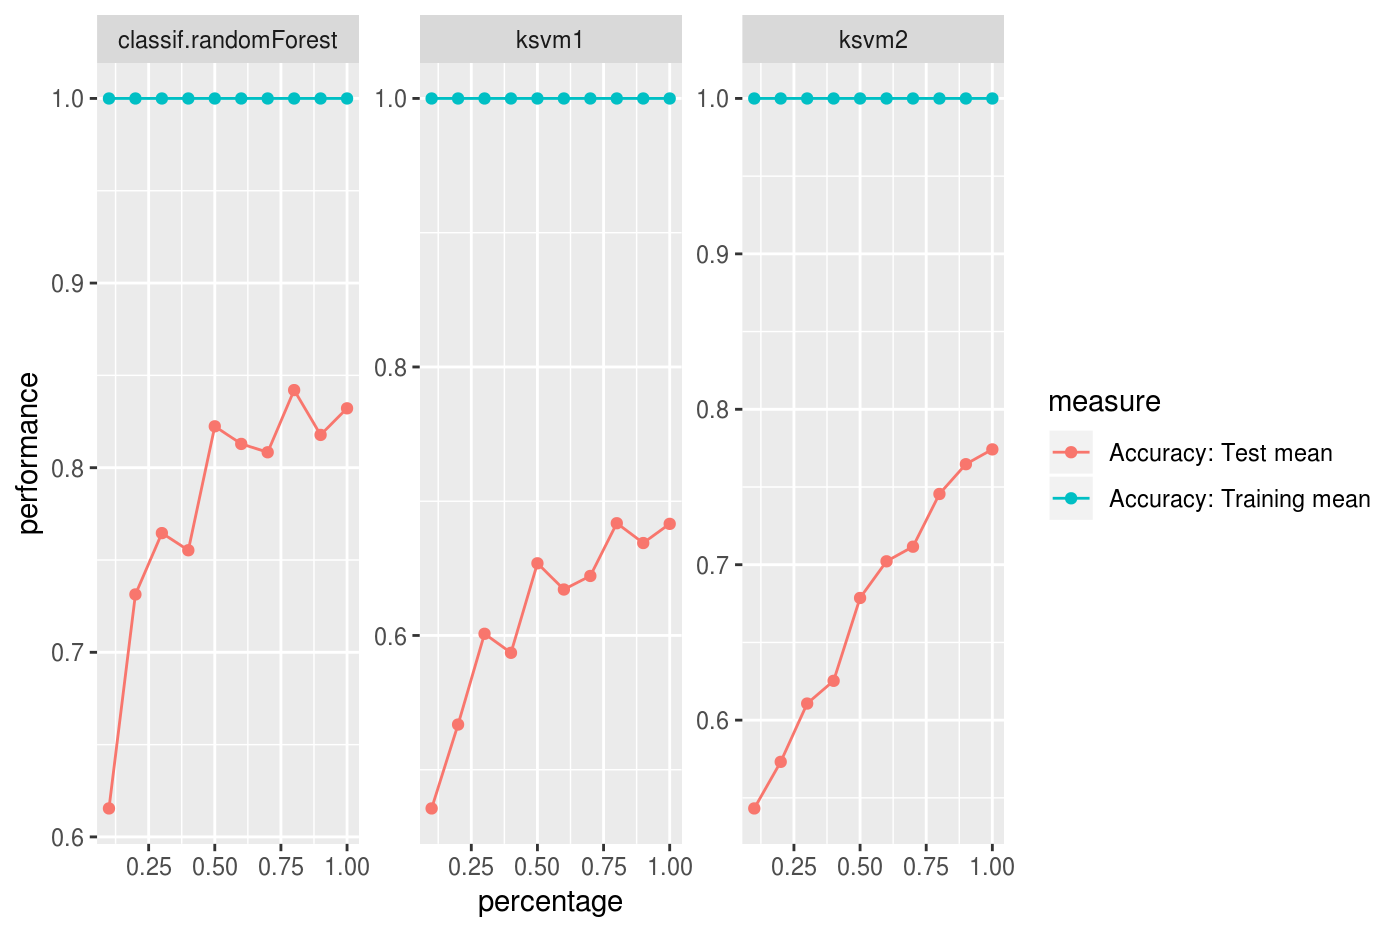 classif.randomForest
ksvm1
ksvm2
performance
1.0
0.9
0.8
0.7
0.6
1.0
0.8
0.6
1.0
0.9
0.8
0.7
0.6
0.25 0.50 0.75 1.00
0.25 0.50 0.75 1.00
0.25 0.50 0.75 1.00
percentage
measure
Accuracy: Test mean
Accuracy: Training mean